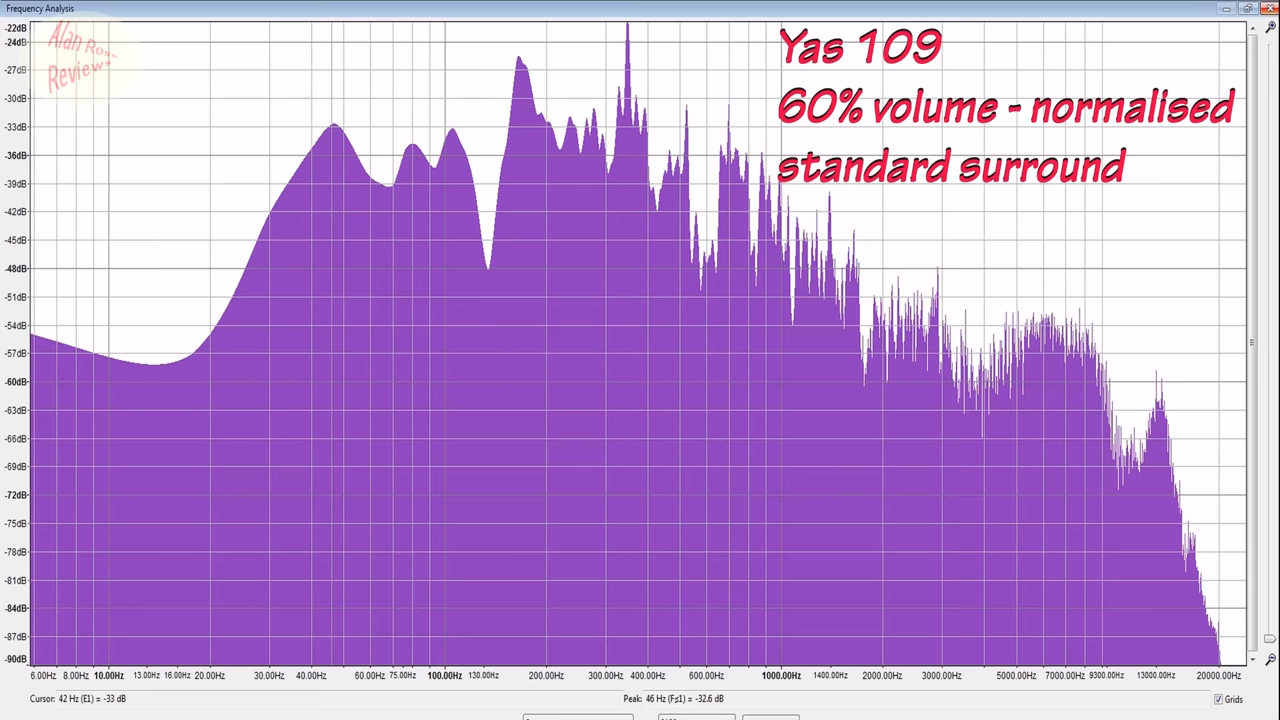 Frequency Analysis
Alan Ross
Reviews
Yas 109
60% volume - normalised
standard surround
-22dB
-24dB
-27dB
-30dB
-33dB
-36dB
-39dB
-42dB
-45dB
-48dB
-51dB
-54dB
-57dB
-60dB
-63dB
-66dB
-69dB
-72dB
-75dB
-78dB
-81dB
-84dB
-87dB
-90dB
6.00Hz 8.00Hz 10.00Hz 13.00Hz 16.00Hz 20.00Hz 30.00Hz 40.00Hz 50.00Hz 60.00Hz 75.00Hz 100.00Hz 130.00Hz 200.00Hz 300.00Hz 400.00Hz 600.00Hz 1000.00Hz 1400.00Hz 2000.00Hz 3000.00Hz 5000.00Hz 7000.00Hz 9300.00Hz 13000.00Hz 20000.00Hz
Cursor: 42 Hz (E1) = -33 dB Peak: 46 Hz (F♯1) = -32.6 dB Grids